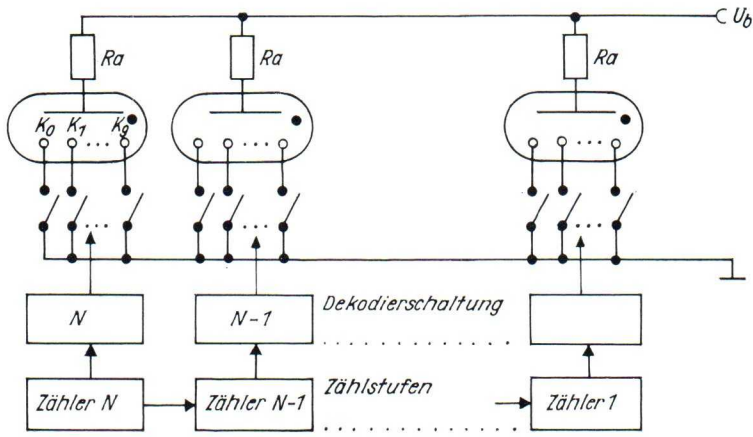 U_b
Ra Ra Ra
K_0 K_1 ... K_9 ... ...
... ... ...
N N-1 Dekodierschaltung
Zähler N Zähler N-1 Zählstufen Zähler 1